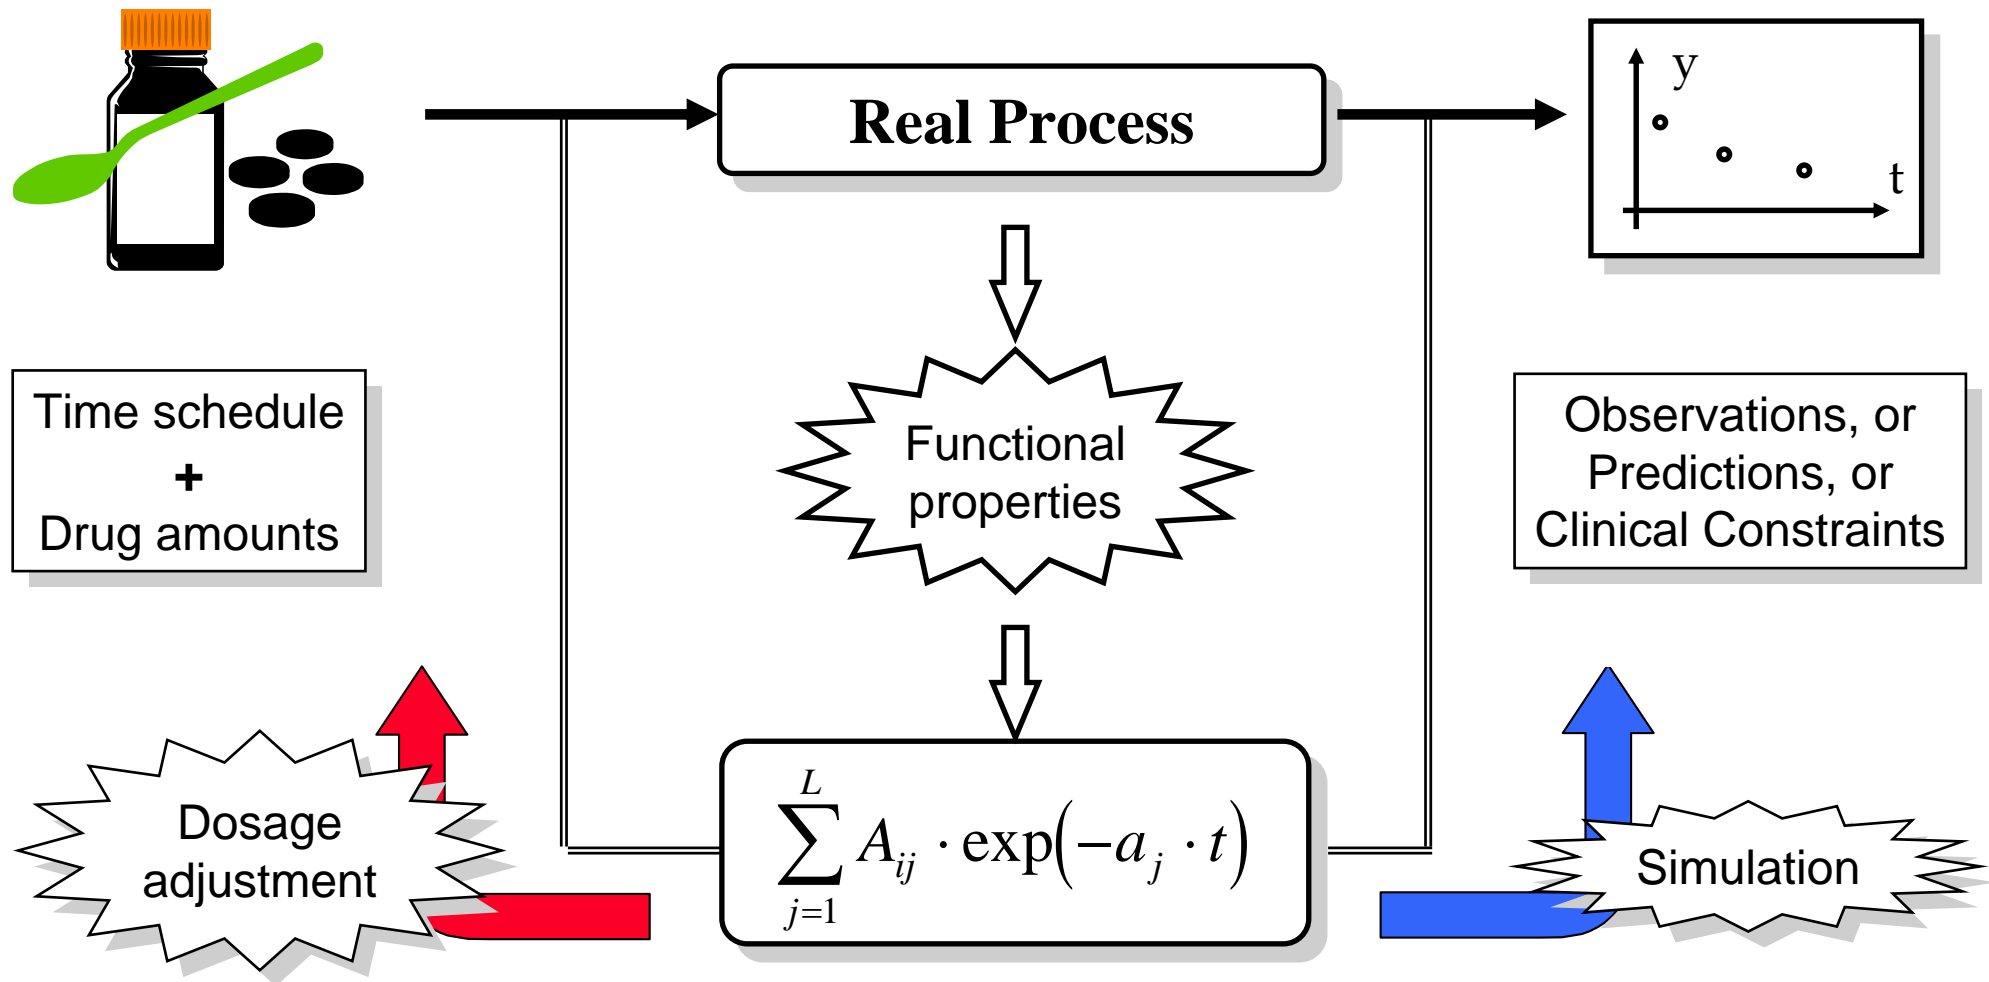 Real Process
y
t
Time schedule
+
Drug amounts
Functional
properties
Observations, or
Predictions, or
Clinical Constraints
Dosage
adjustment
L
∑ A_ij · exp(−a_j · t)
j=1
Simulation